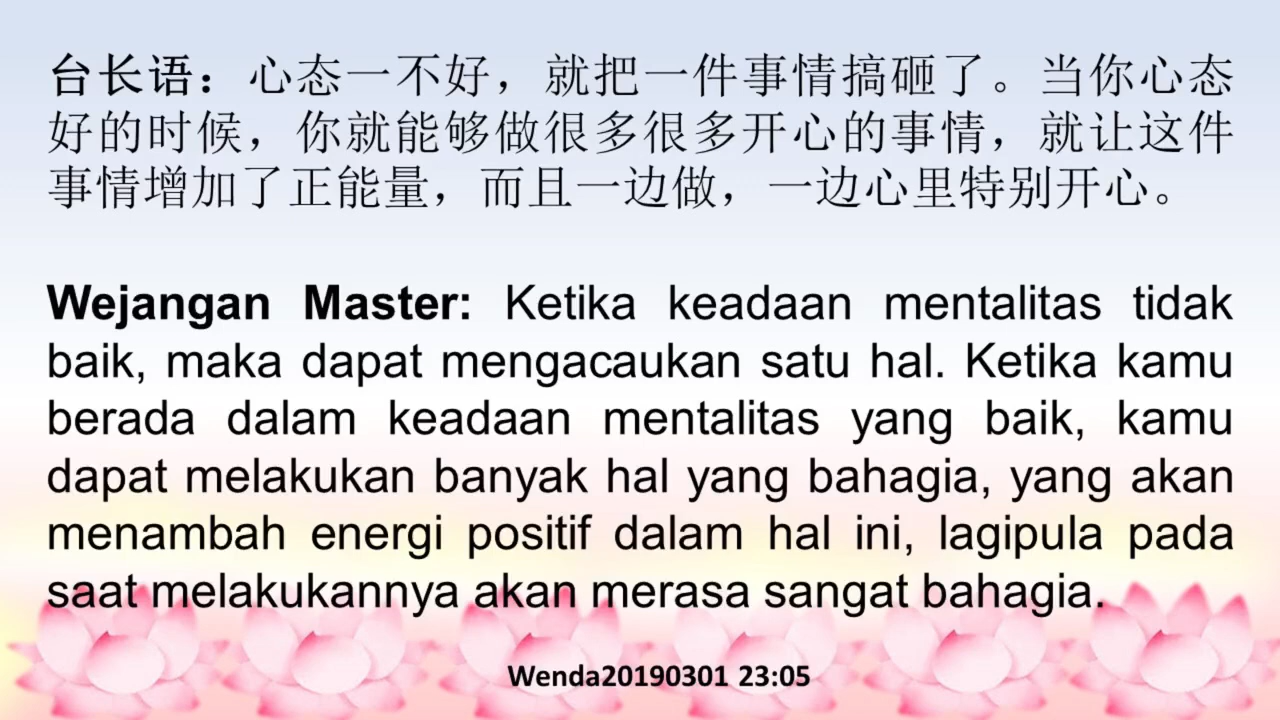 台长语：心态一不好，就把一件事情搞砸了。当你心态
好的时候，你就能够做很多很多开心的事情，就让这件
事情增加了正能量，而且一边做，一边心里特别开心。
Wejangan Master: Ketika keadaan mentalitas tidak
baik, maka dapat mengacaukan satu hal. Ketika kamu
berada dalam keadaan mentalitas yang baik, kamu
dapat melakukan banyak hal yang bahagia, yang akan
menambah energi positif dalam hal ini, lagipula pada
saat melakukannya akan merasa sangat bahagia.
Wenda20190301 23:05